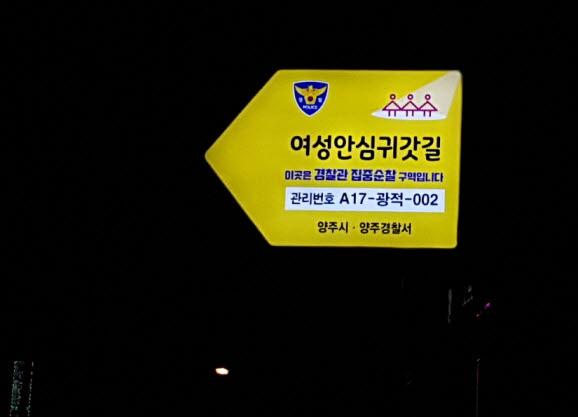 POLICE
여성안심귀갓길
이곳은 경찰관 집중순찰 구역입니다
관리번호 A17-광적-002
양주시 · 양주경찰서